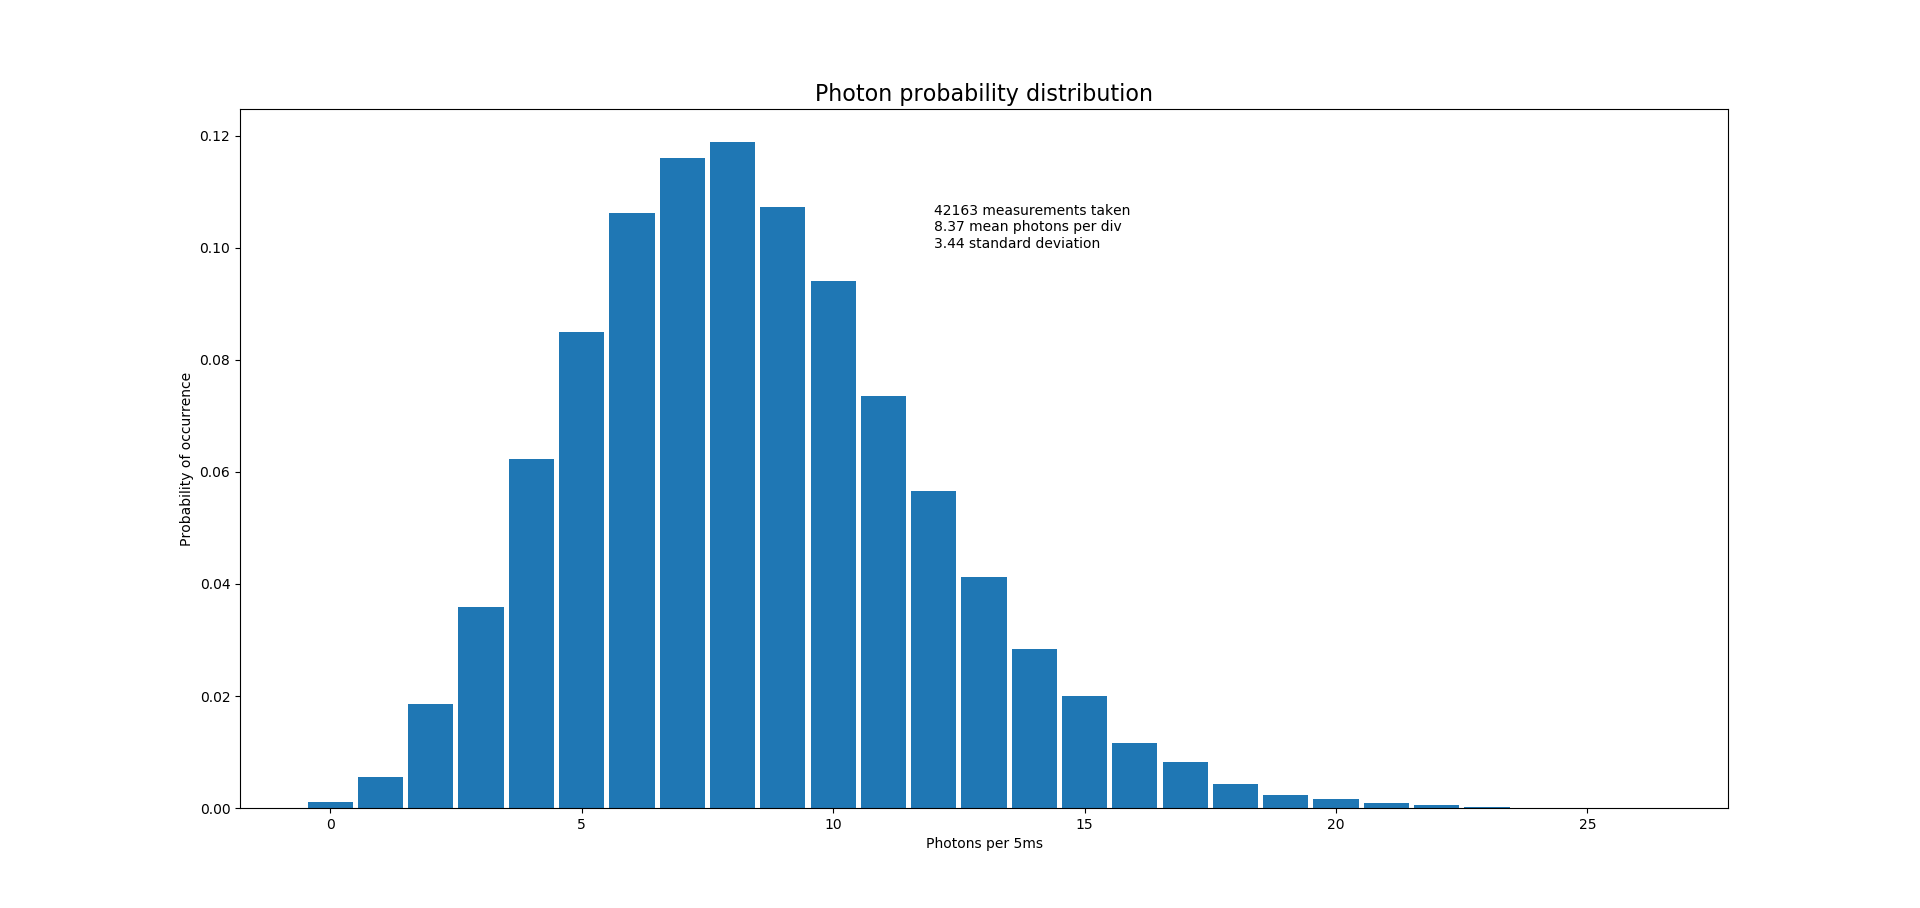 Photon probability distribution
0.12
0.10
0.08
0.06
0.04
0.02
0.00
Probability of occurrence
42163 measurements taken
8.37 mean photons per div
3.44 standard deviation
0 5 10 15 20 25
Photons per 5ms